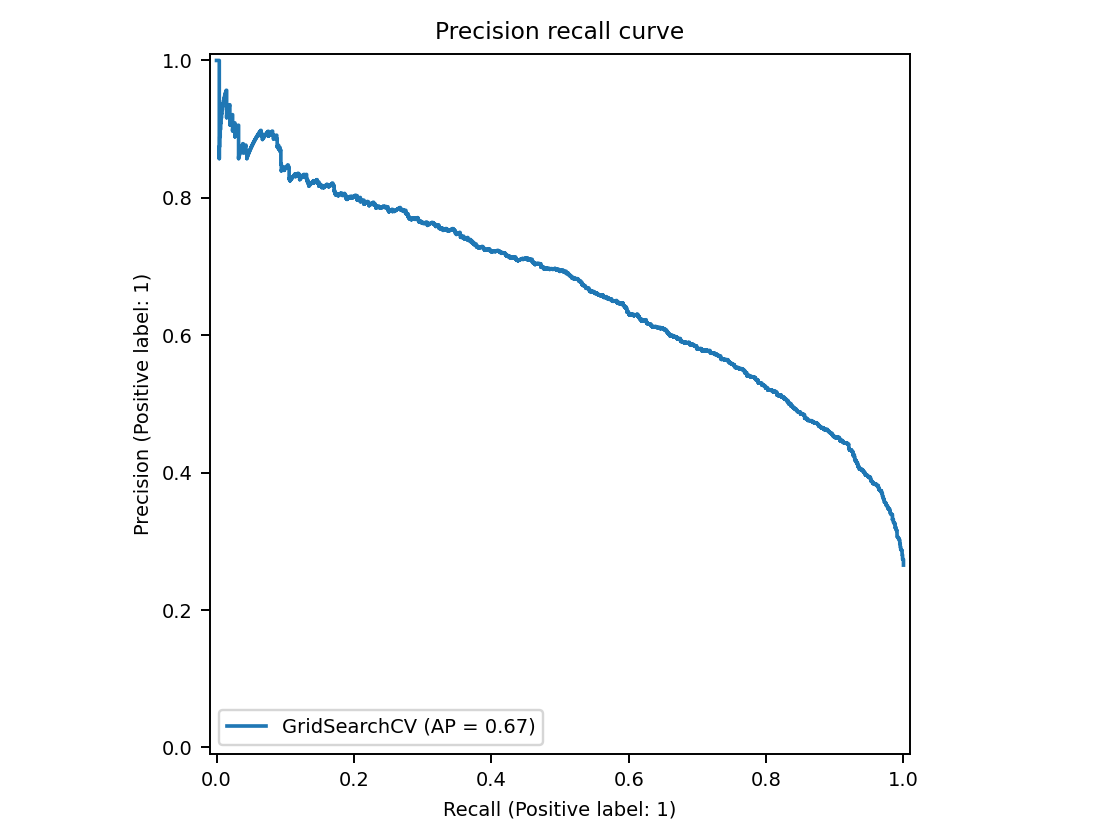 Precision recall curve
1.0
0.8
0.6
0.4
0.2
0.0
Precision (Positive label: 1)
GridSearchCV (AP = 0.67)
0.0 0.2 0.4 0.6 0.8 1.0
Recall (Positive label: 1)